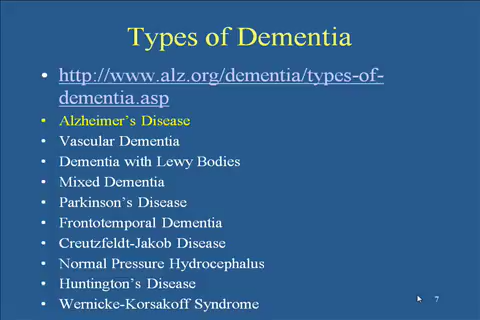 Types of Dementia
• http://www.alz.org/dementia/types-of-
dementia.asp
• Alzheimer's Disease
• Vascular Dementia
• Dementia with Lewy Bodies
• Mixed Dementia
• Parkinson's Disease
• Frontotemporal Dementia
• Creutzfeldt-Jakob Disease
• Normal Pressure Hydrocephalus
• Huntington's Disease
• Wernicke-Korsakoff Syndrome
7